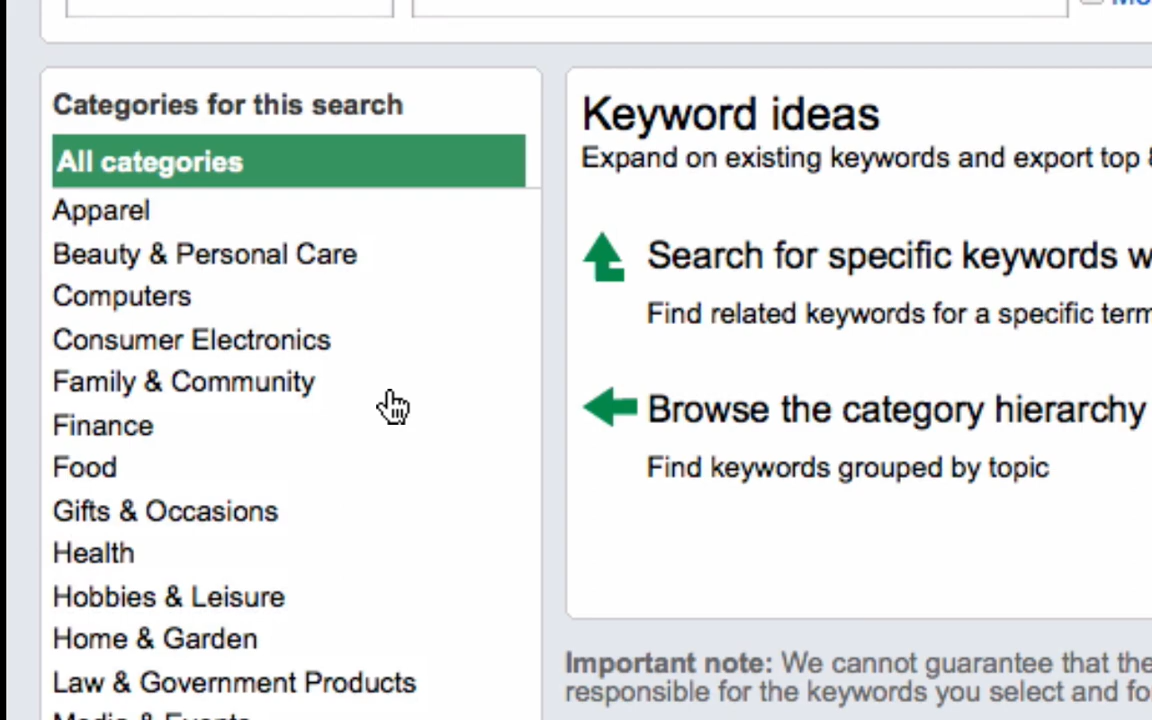 Categories for this search
All categories
Apparel
Beauty & Personal Care
Computers
Consumer Electronics
Family & Community
Finance
Food
Gifts & Occasions
Health
Hobbies & Leisure
Home & Garden
Law & Government Products
Media & Events
Keyword ideas
Expand on existing keywords and export top
Search for specific keywords
Find related keywords for a specific term
Browse the category hierarchy
Find keywords grouped by topic
Important note: We cannot guarantee that
responsible for the keywords you select and